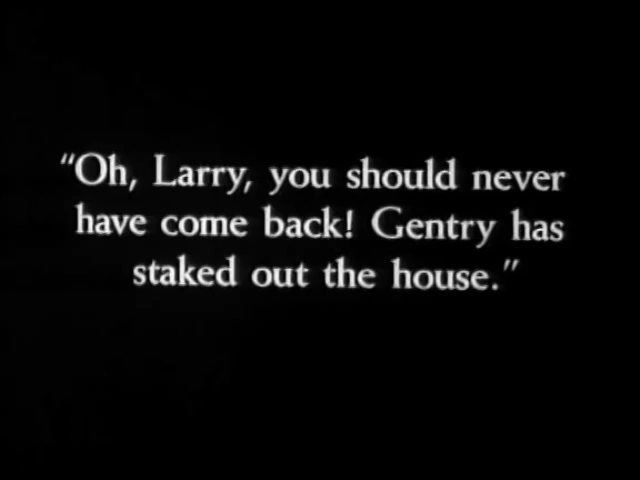 “Oh, Larry, you should never
have come back! Gentry has
staked out the house.”